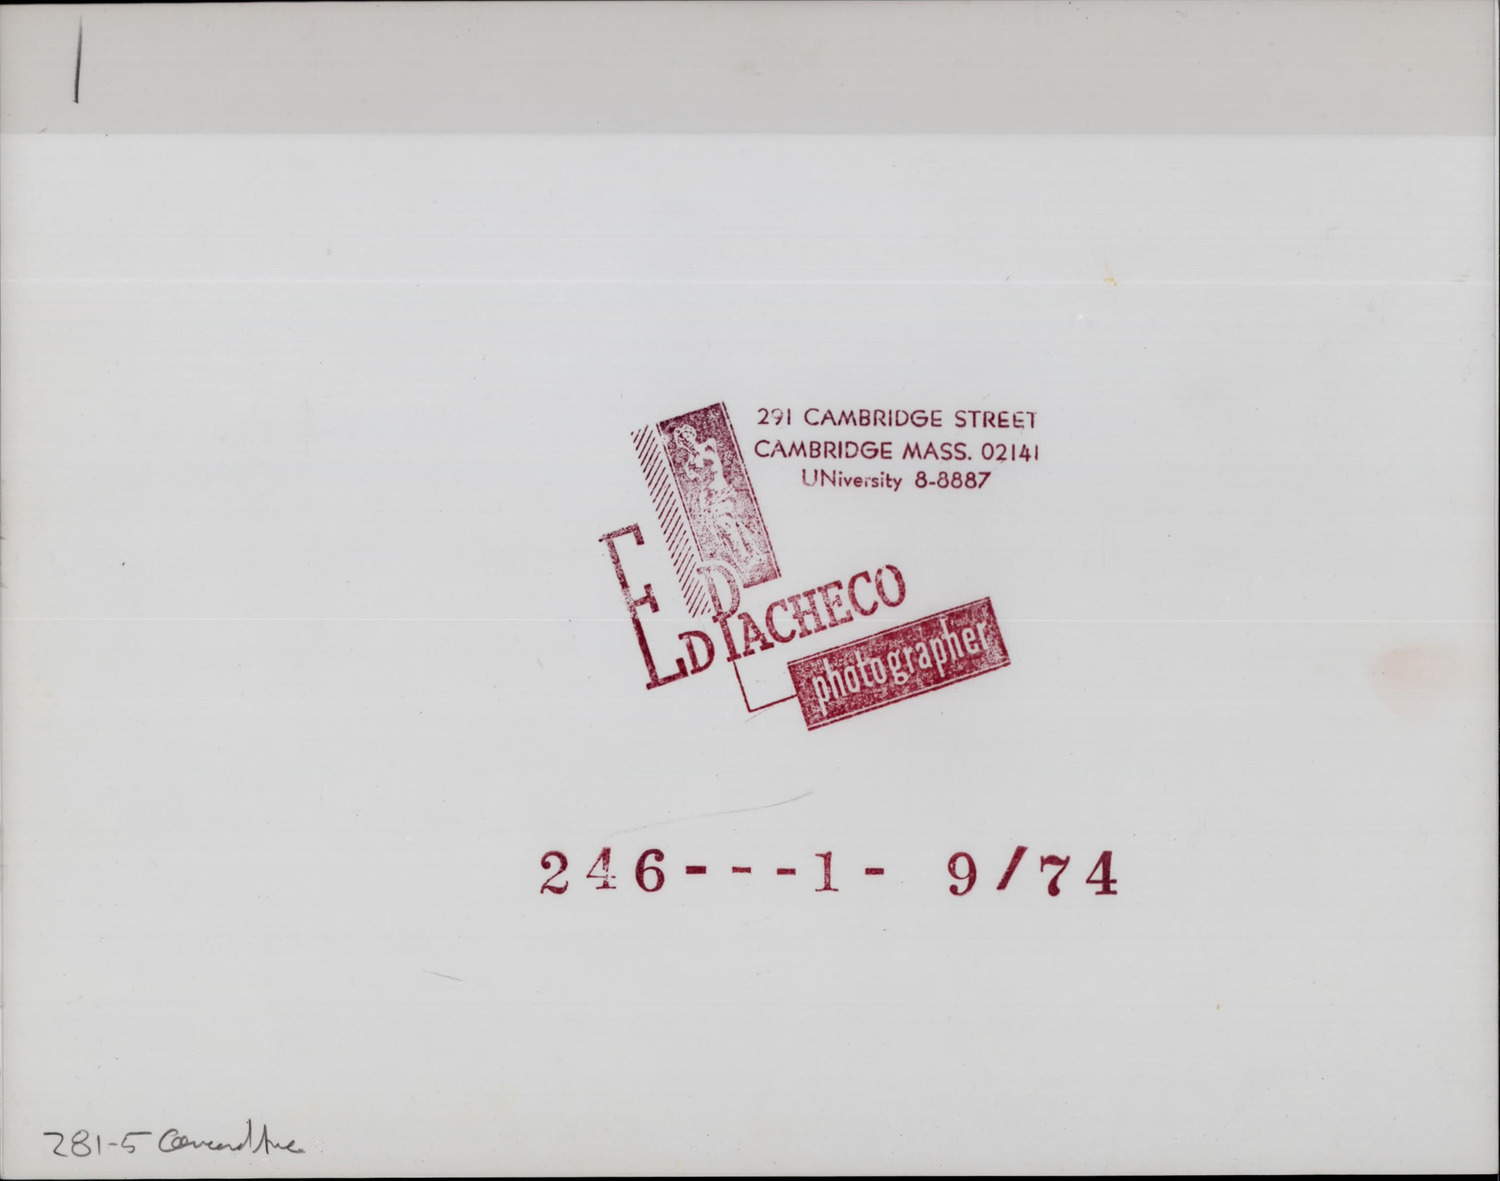 291 CAMBRIDGE STREET
CAMBRIDGE MASS. 02141
UNiversity 8-8887
ED PACHECO
photographer
246---1- 9/74
281-5